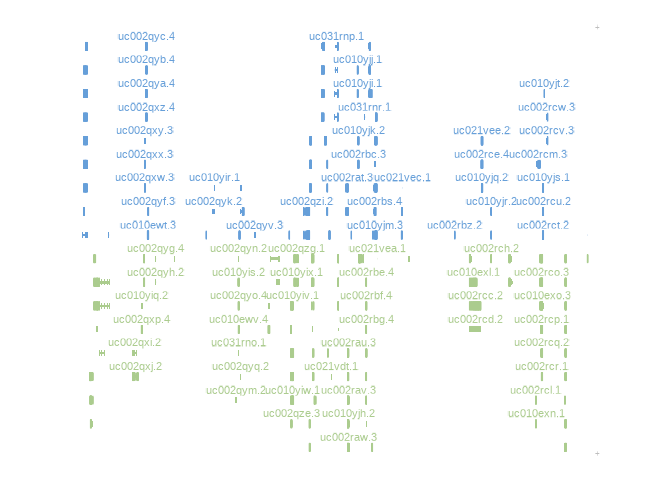 uc002qyc.4 uc031rnp.1
uc002qyb.4 uc010yjj.1
uc002qya.4 uc010yji.1 uc010yjt.2
uc002qxz.4 uc031rnr.1 uc002rcw.3
uc002qxy.3 uc010yjk.2 uc021vee.2 uc002rcv.3
uc002qxx.3 uc002rbc.3 uc002rce.4 uc002rcm.3
uc002qxw.3 uc010yir.1 uc002rat.3 uc021vec.1 uc010yjq.2 uc010yjs.1
uc002qyf.3 uc002qyk.2 uc002qzi.2 uc002rbs.4 uc010yjr.2 uc002rcu.2
uc010ewt.3 uc002qyv.3 uc010yjm.3 uc002rbz.2 uc002rct.2
uc002qyg.4 uc002qyn.2 uc002qzg.1 uc021vea.1 uc002rch.2
uc002qyh.2 uc010yis.2 uc010yix.1 uc002rbe.4 uc010exl.1 uc002rco.3
uc010yiq.2 uc002qyo.4 uc010yiv.1 uc002rbf.4 uc002rcc.2 uc010exo.3
uc002qxp.4 uc010ewv.4 uc002rbg.4 uc002rcd.2 uc002rcp.1
uc002qxi.2 uc031rno.1 uc002rau.3 uc002rcq.2
uc002qxj.2 uc002qyq.2 uc021vdt.1 uc002rcr.1
uc002qym.2 uc010yiw.1 uc002rav.3 uc002rcl.1
uc002qze.3 uc010yjh.2 uc010exn.1
uc002raw.3